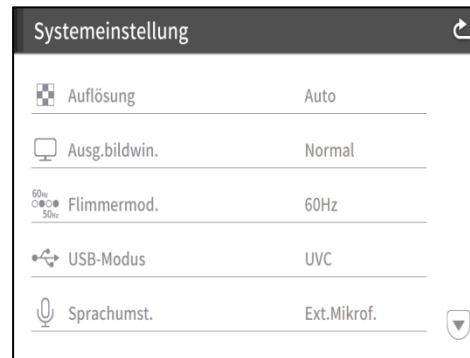 Systemeinstellung
Auflösung Auto
Ausg.bildwin. Normal
60Hz
50Hz
Flimmermod. 60Hz
USB-Modus UVC
Sprachumst. Ext.Mikrof.